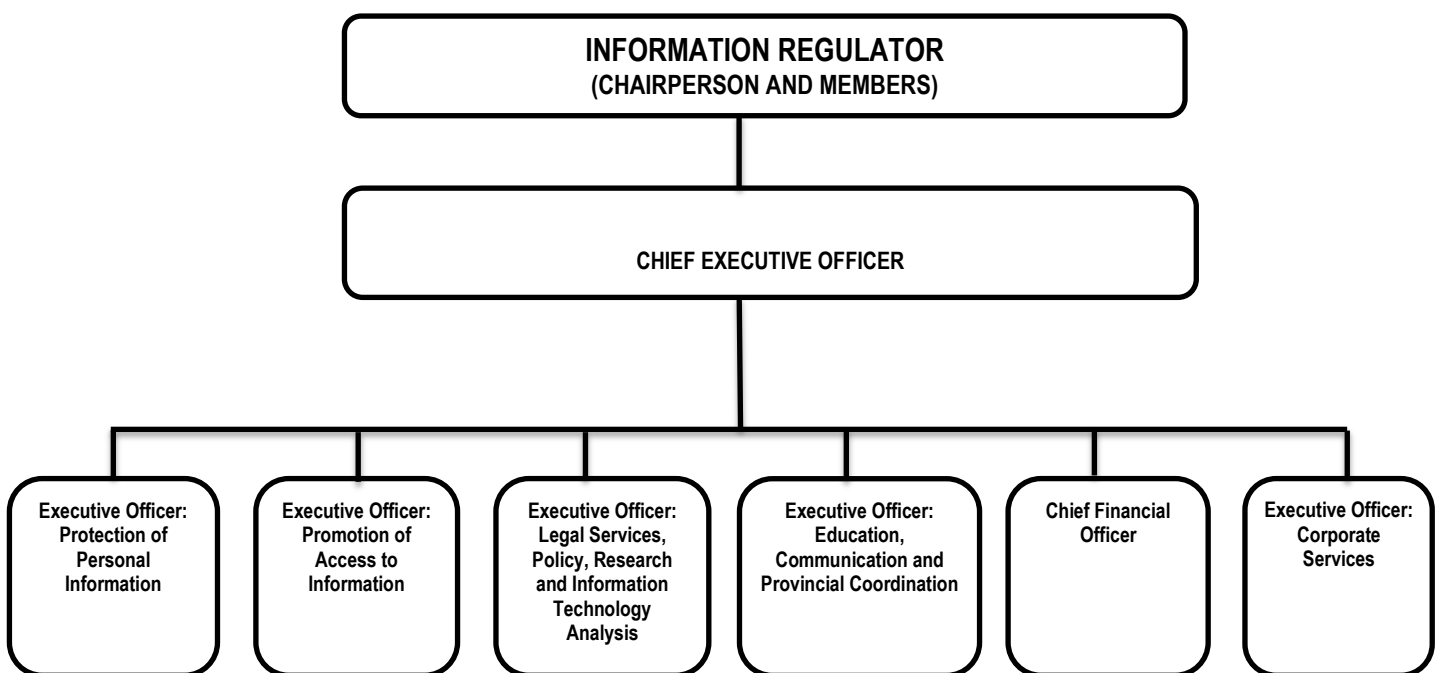 INFORMATION REGULATOR
(CHAIRPERSON AND MEMBERS)
CHIEF EXECUTIVE OFFICER
Executive Officer:
Protection of
Personal
Information
Executive Officer:
Promotion of
Access to
Information
Executive Officer:
Legal Services,
Policy, Research
and Information
Technology
Analysis
Executive Officer:
Education,
Communication and
Provincial Coordination
Chief Financial
Officer
Executive Officer:
Corporate
Services